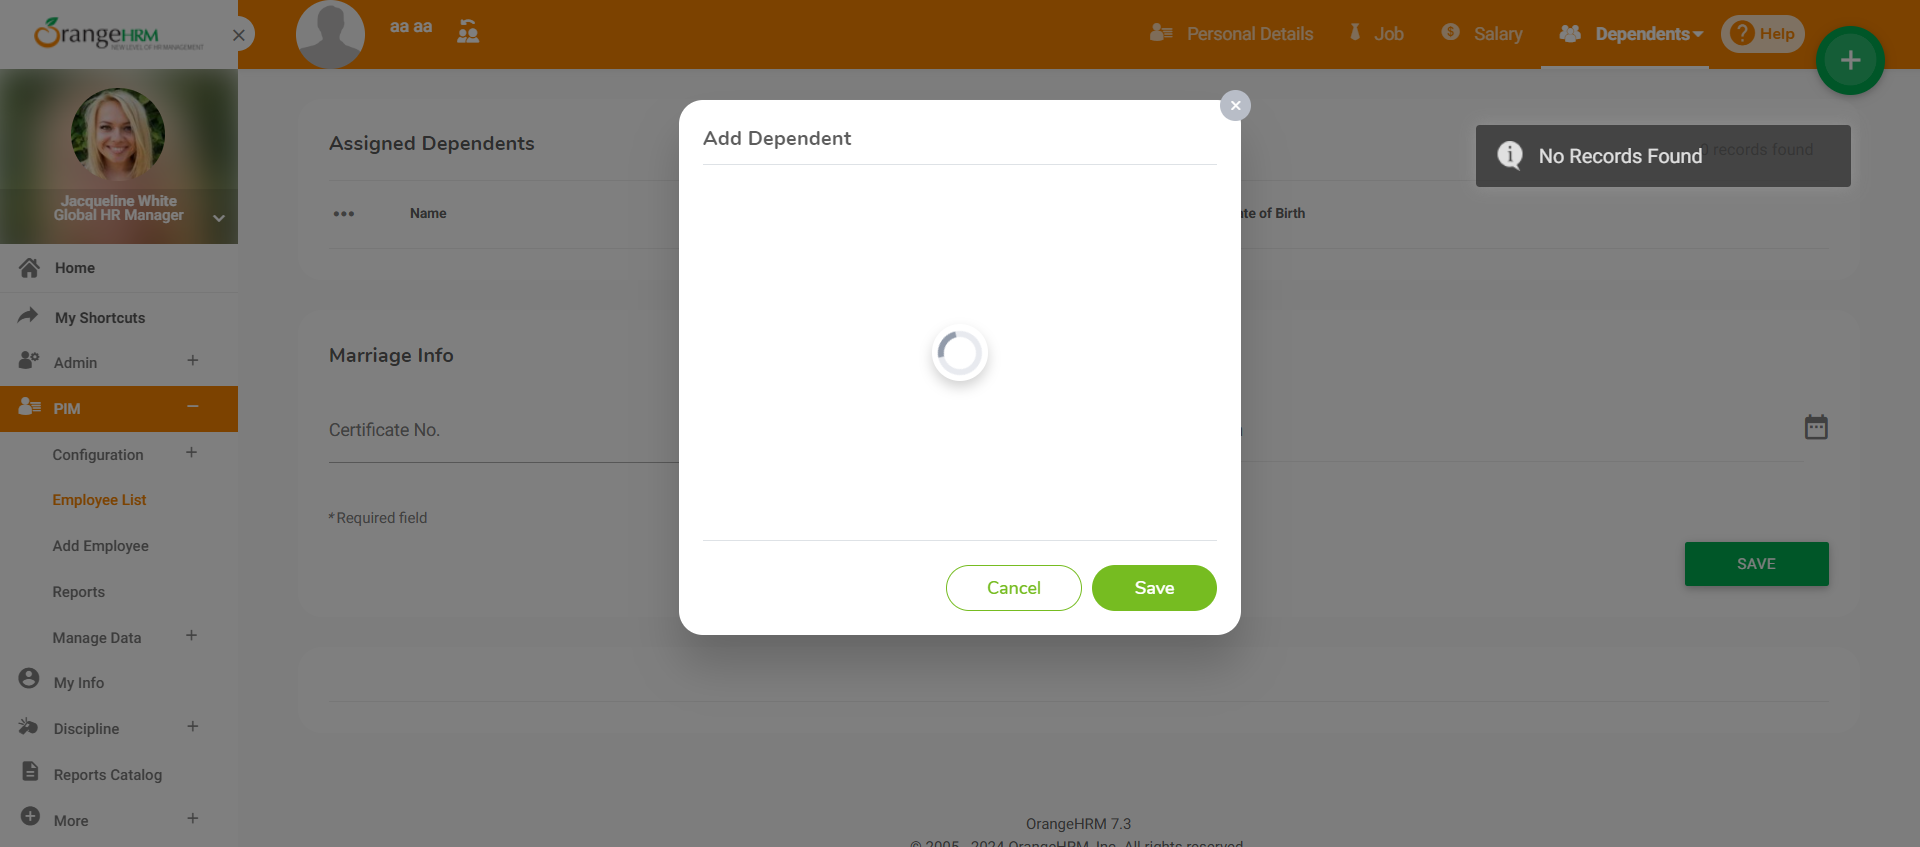 OrangeHRM
NEW LEVEL OF HR MANAGEMENT
aa aa
Personal Details
Job
Salary
Dependents
Help
Jacqueline White
Global HR Manager
Home
My Shortcuts
Admin
PIM
Configuration
Employee List
Add Employee
Reports
Manage Data
My Info
Discipline
Reports Catalog
More
Assigned Dependents
records found
No Records Found
Name
te of Birth
Marriage Info
Certificate No.
* Required field
SAVE
Add Dependent
Cancel
Save
OrangeHRM 7.3
© 2005 - 2024 OrangeHRM, Inc. All rights reserved